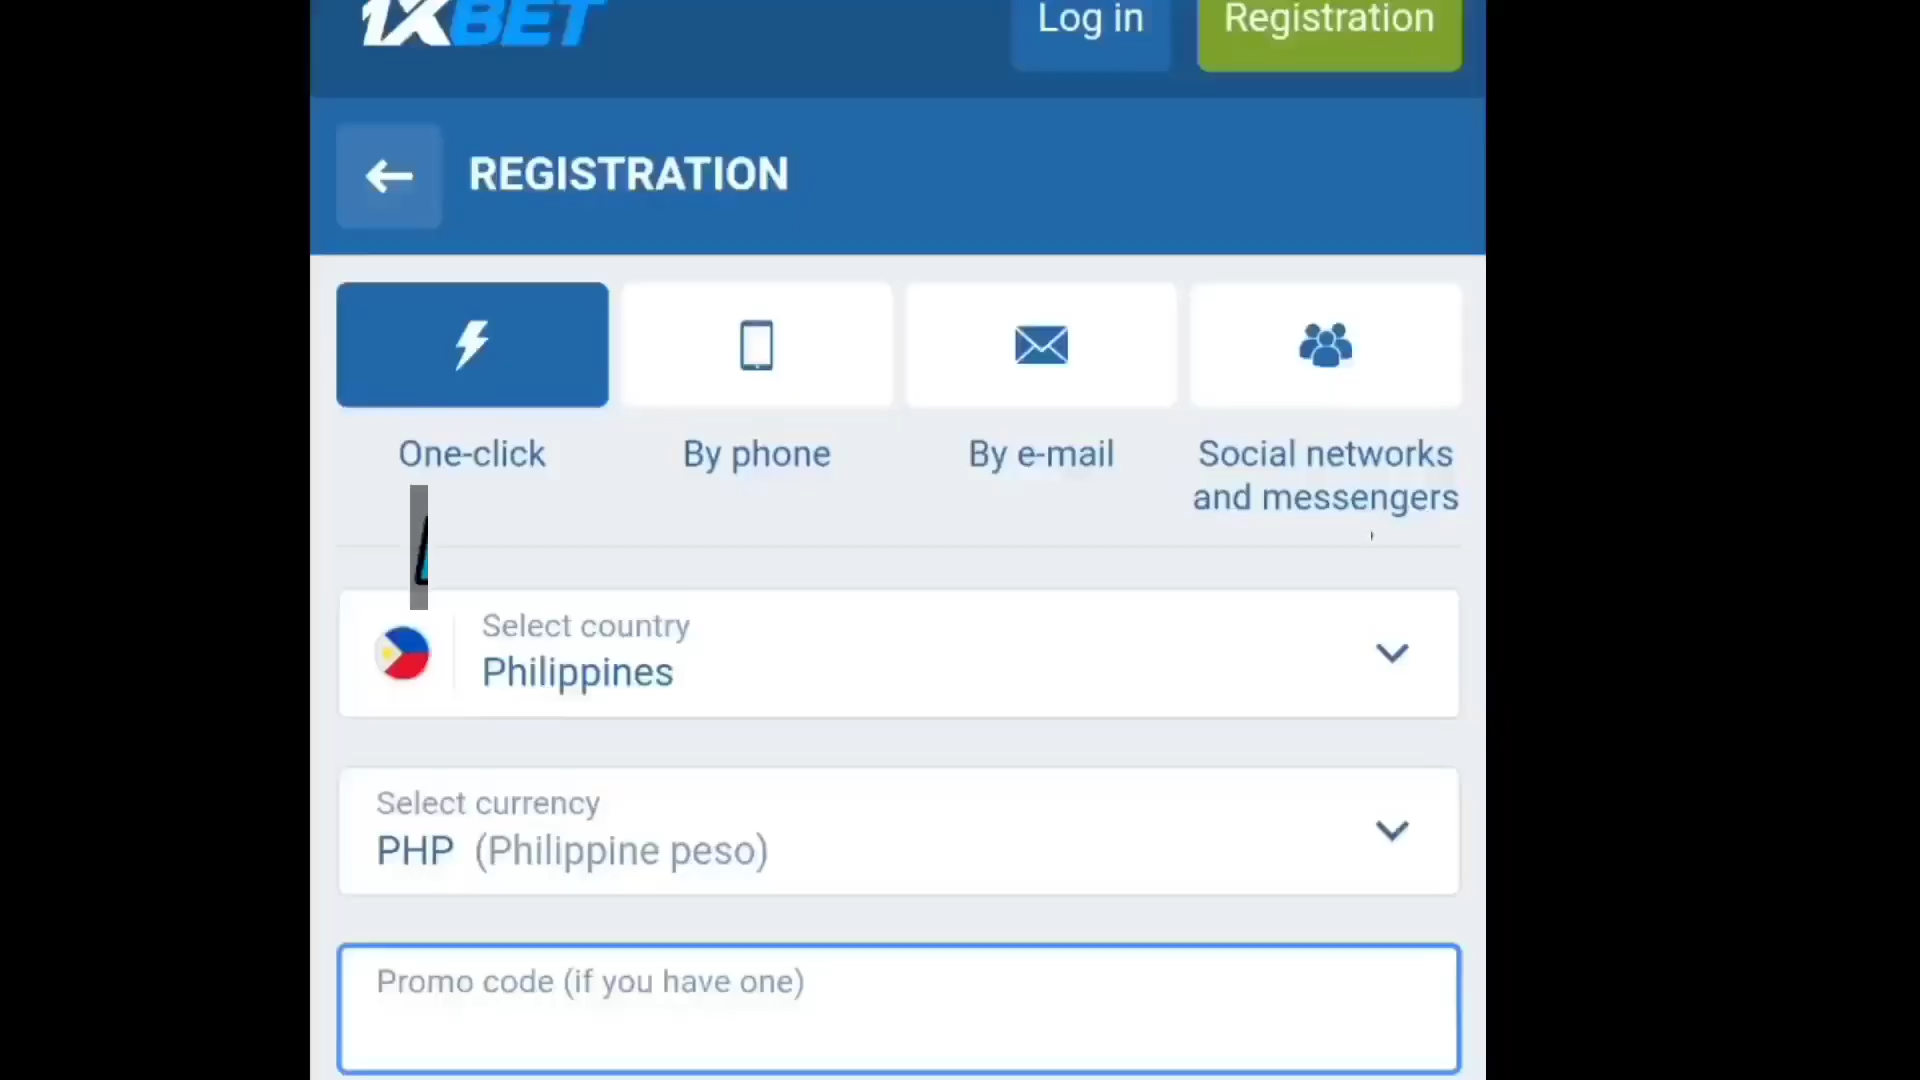 1XBET
Log in
Registration
REGISTRATION
One-click
By phone
By e-mail
Social networks
and messengers
Select country
Philippines
Select currency
PHP (Philippine peso)
Promo code (if you have one)